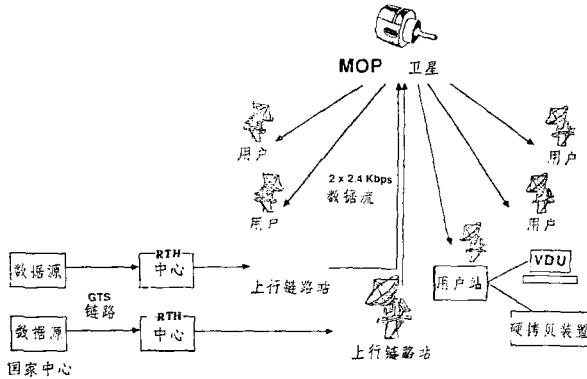 MOP 卫星
用户
用户
用户
用户
2 x 2.4 Kbps
数据流
数据源
RTH
中心
上行链路站
GTS
链路
数据源
RTH
中心
上行链路站
国家中心
用户站
VDU
硬拷贝装置